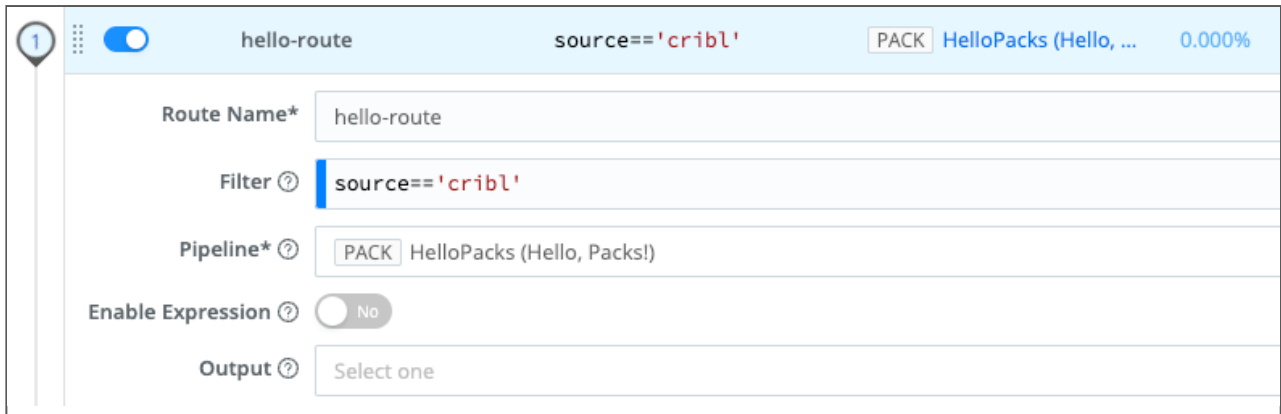 1 hello-route source=='cribl' PACK HelloPacks (Hello, ... 0.000%
Route Name* hello-route
Filter source=='cribl'
Pipeline* PACK HelloPacks (Hello, Packs!)
Enable Expression No
Output Select one